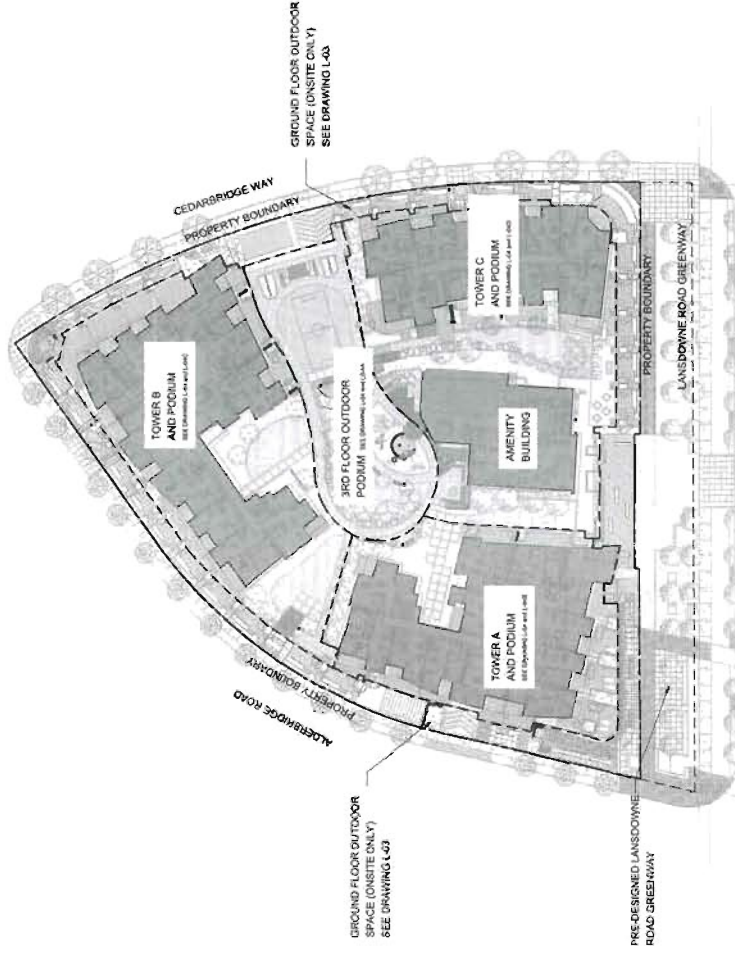 GROUND FLOOR OUTDOOR
SPACE (ONSITE ONLY)
SEE DRAWING L-03
CEDARBRIDGE WAY
PROPERTY BOUNDARY
TOWER B
AND PODIUM
3RD FLOOR OUTDOOR
PODIUM
TOWER C
AND PODIUM
AMENITY
BUILDING
TOWER A
AND PODIUM
PROPERTY BOUNDARY
LANSDOWNE ROAD GREENWAY
PROPERTY BOUNDARY
ALDERBRIDGE ROAD
GROUND FLOOR OUTDOOR
SPACE (ONSITE ONLY)
SEE DRAWING L-03
PRE-DESIGNED LANSDOWNE
ROAD GREENWAY